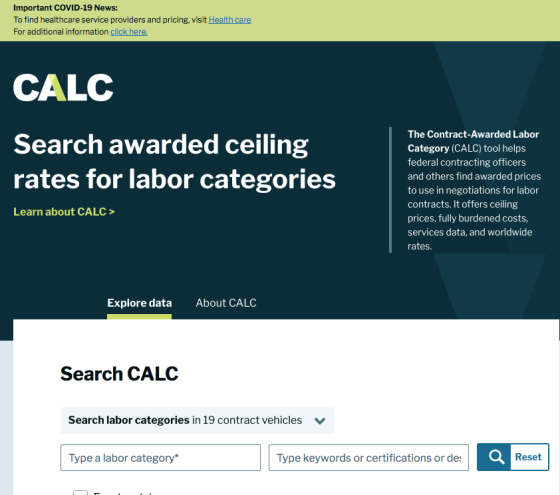 Important COVID-19 News:
To find healthcare service providers and pricing, visit Health care
For additional information click here.
CALC
Search awarded ceiling
rates for labor categories
Learn about CALC >
The Contract-Awarded Labor
Category (CALC) tool helps
federal contracting officers
and others find awarded prices
to use in negotiations for labor
contracts. It offers ceiling
prices, fully burdened costs,
services data, and worldwide
rates.
Explore data
About CALC
Search CALC
Search labor categories in 19 contract vehicles
Type a labor category*
Type keywords or certifications or de
Reset